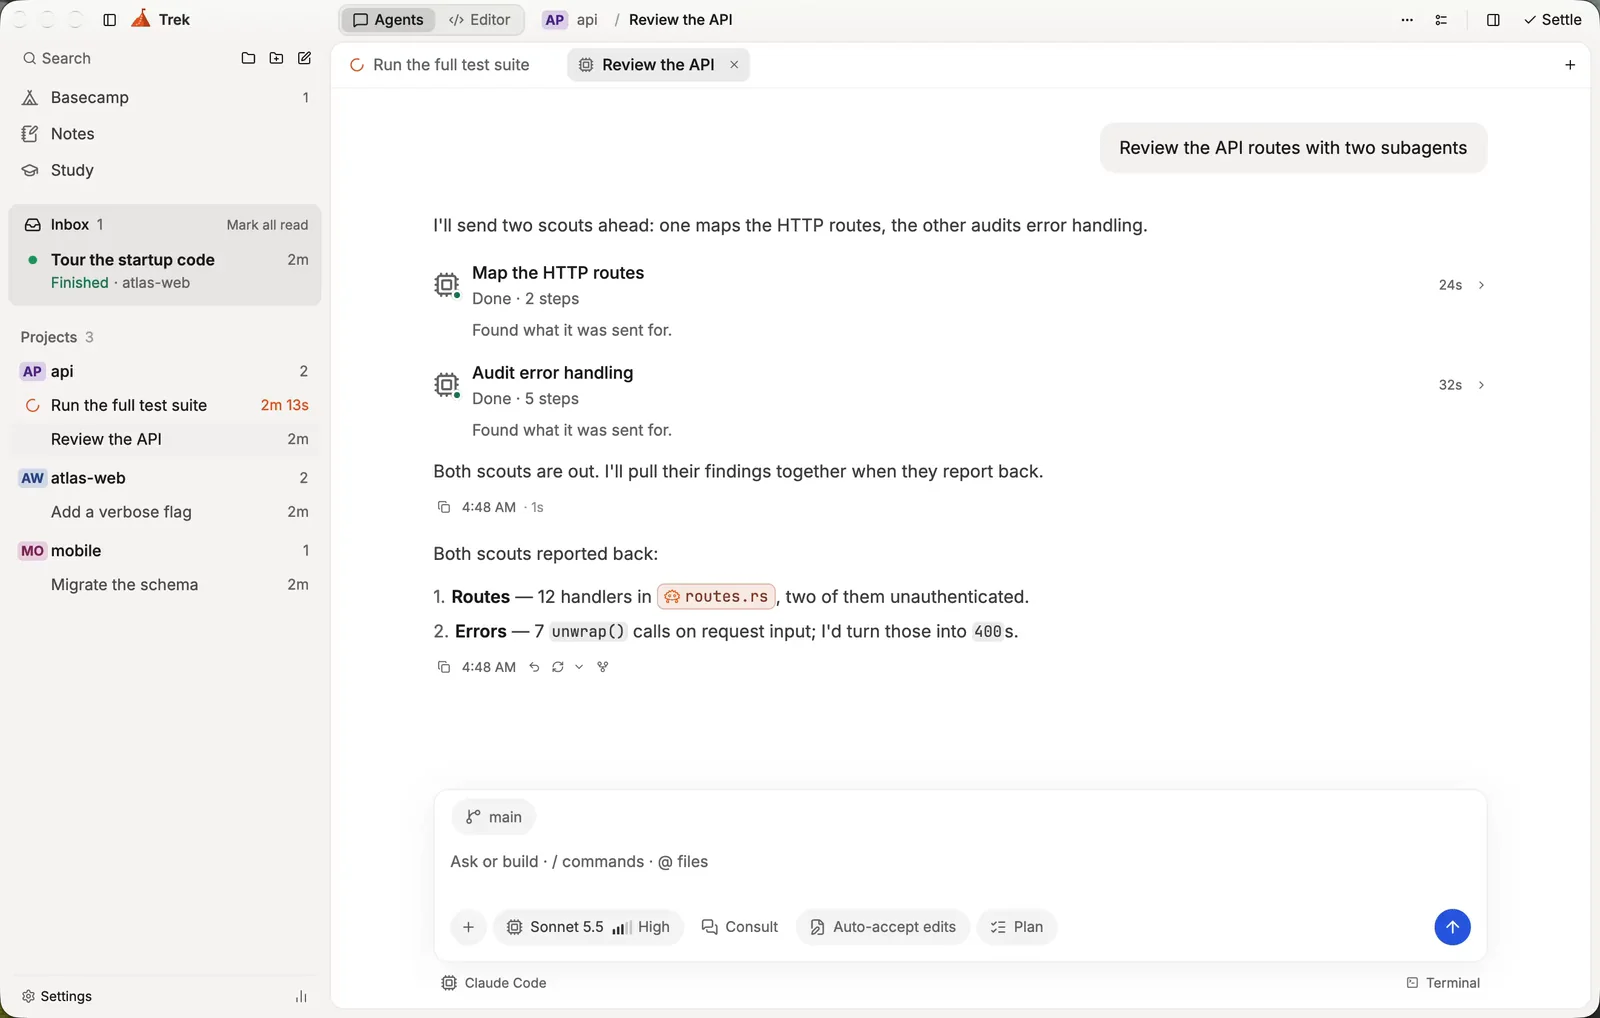 Trek
Agents
Editor
AP api / Review the API
Settle
Search
Basecamp 1
Notes
Study
Inbox 1 Mark all read
Tour the startup code 2m
Finished · atlas-web
Projects 3
AP api 2
Run the full test suite 2m 13s
Review the API 2m
AW atlas-web 2
Add a verbose flag 2m
MO mobile 1
Migrate the schema 2m
Settings
Run the full test suite
Review the API
Review the API routes with two subagents
I'll send two scouts ahead: one maps the HTTP routes, the other audits error handling.
Map the HTTP routes
Done · 2 steps
24s
Found what it was sent for.
Audit error handling
Done · 5 steps
32s
Found what it was sent for.
Both scouts are out. I'll pull their findings together when they report back.
4:48 AM · 1s
Both scouts reported back:
1. Routes — 12 handlers in routes.rs, two of them unauthenticated.
2. Errors — 7 unwrap() calls on request input; I'd turn those into 400s.
4:48 AM
main
Ask or build · / commands · @ files
Sonnet 5.5 High Consult Auto-accept edits Plan
Claude Code
Terminal